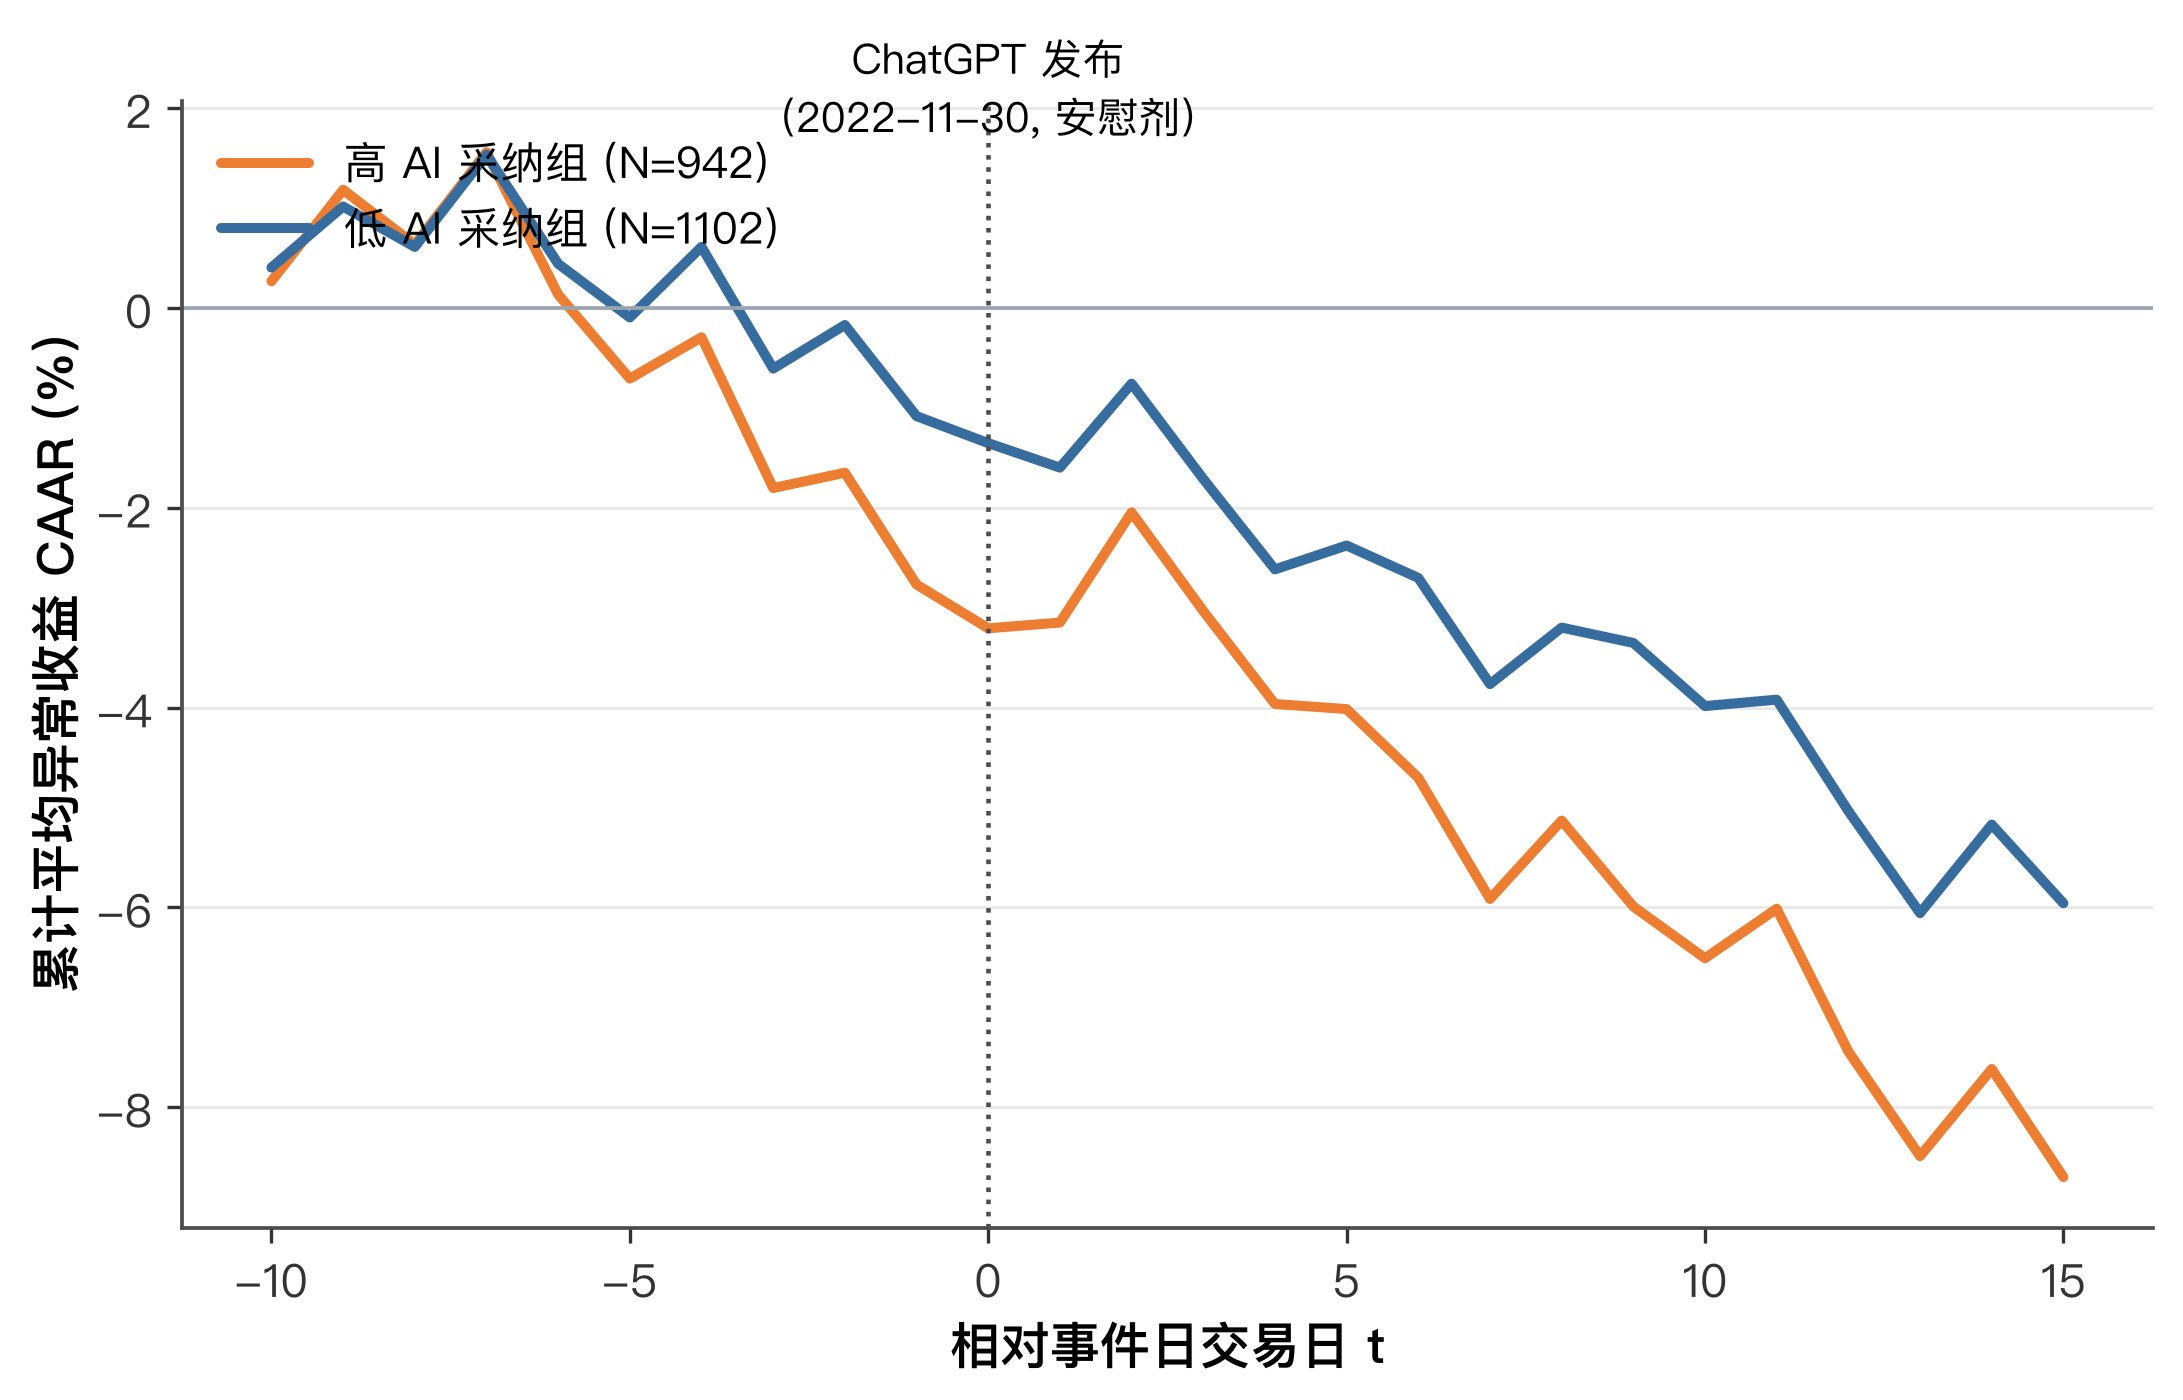 ChatGPT 发布
(2022−11−30, 安慰剂)
高 AI 采纳组 (N=942)
低 AI 采纳组 (N=1102)
累计平均异常收益 CAAR (%)
2
0
−2
−4
−6
−8
−10
−5
0
5
10
15
相对事件日交易日 t